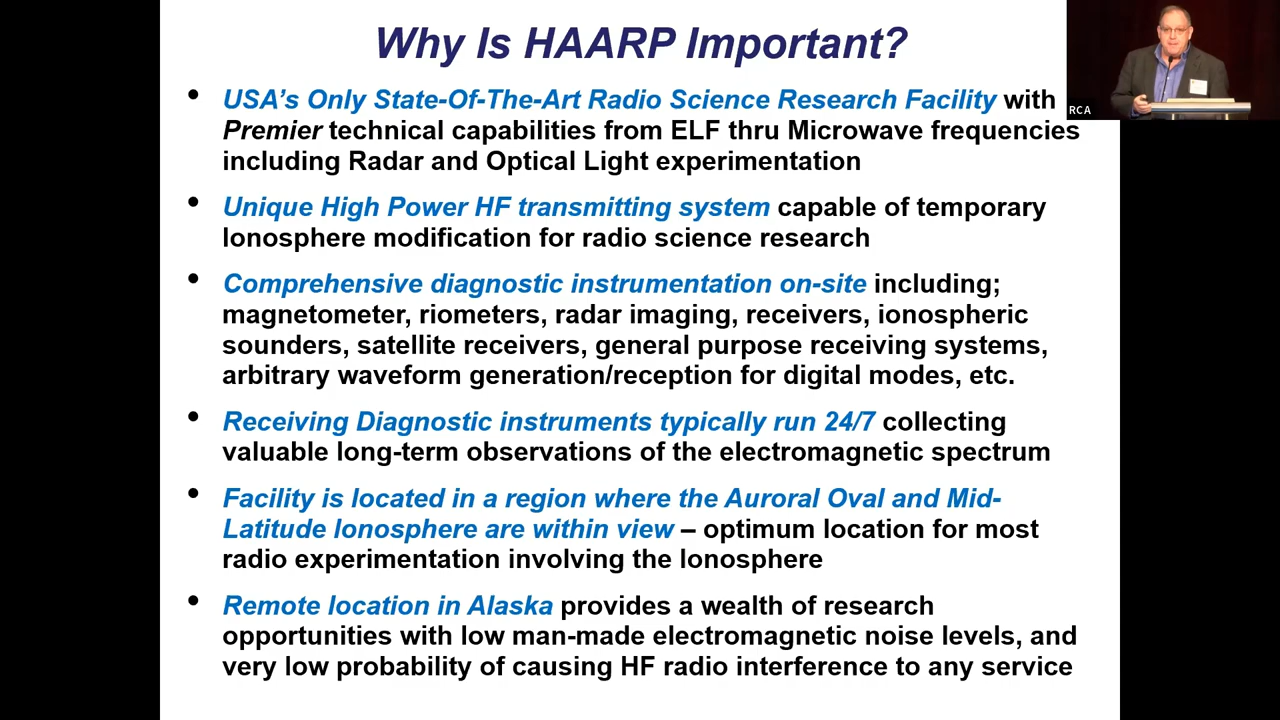 Why Is HAARP Important?
RCA
• USA's Only State-Of-The-Art Radio Science Research Facility with
Premier technical capabilities from ELF thru Microwave frequencies
including Radar and Optical Light experimentation
• Unique High Power HF transmitting system capable of temporary
Ionosphere modification for radio science research
• Comprehensive diagnostic instrumentation on-site including;
magnetometer, riometers, radar imaging, receivers, ionospheric
sounders, satellite receivers, general purpose receiving systems,
arbitrary waveform generation/reception for digital modes, etc.
• Receiving Diagnostic instruments typically run 24/7 collecting
valuable long-term observations of the electromagnetic spectrum
• Facility is located in a region where the Auroral Oval and Mid-
Latitude Ionosphere are within view – optimum location for most
radio experimentation involving the Ionosphere
• Remote location in Alaska provides a wealth of research
opportunities with low man-made electromagnetic noise levels, and
very low probability of causing HF radio interference to any service